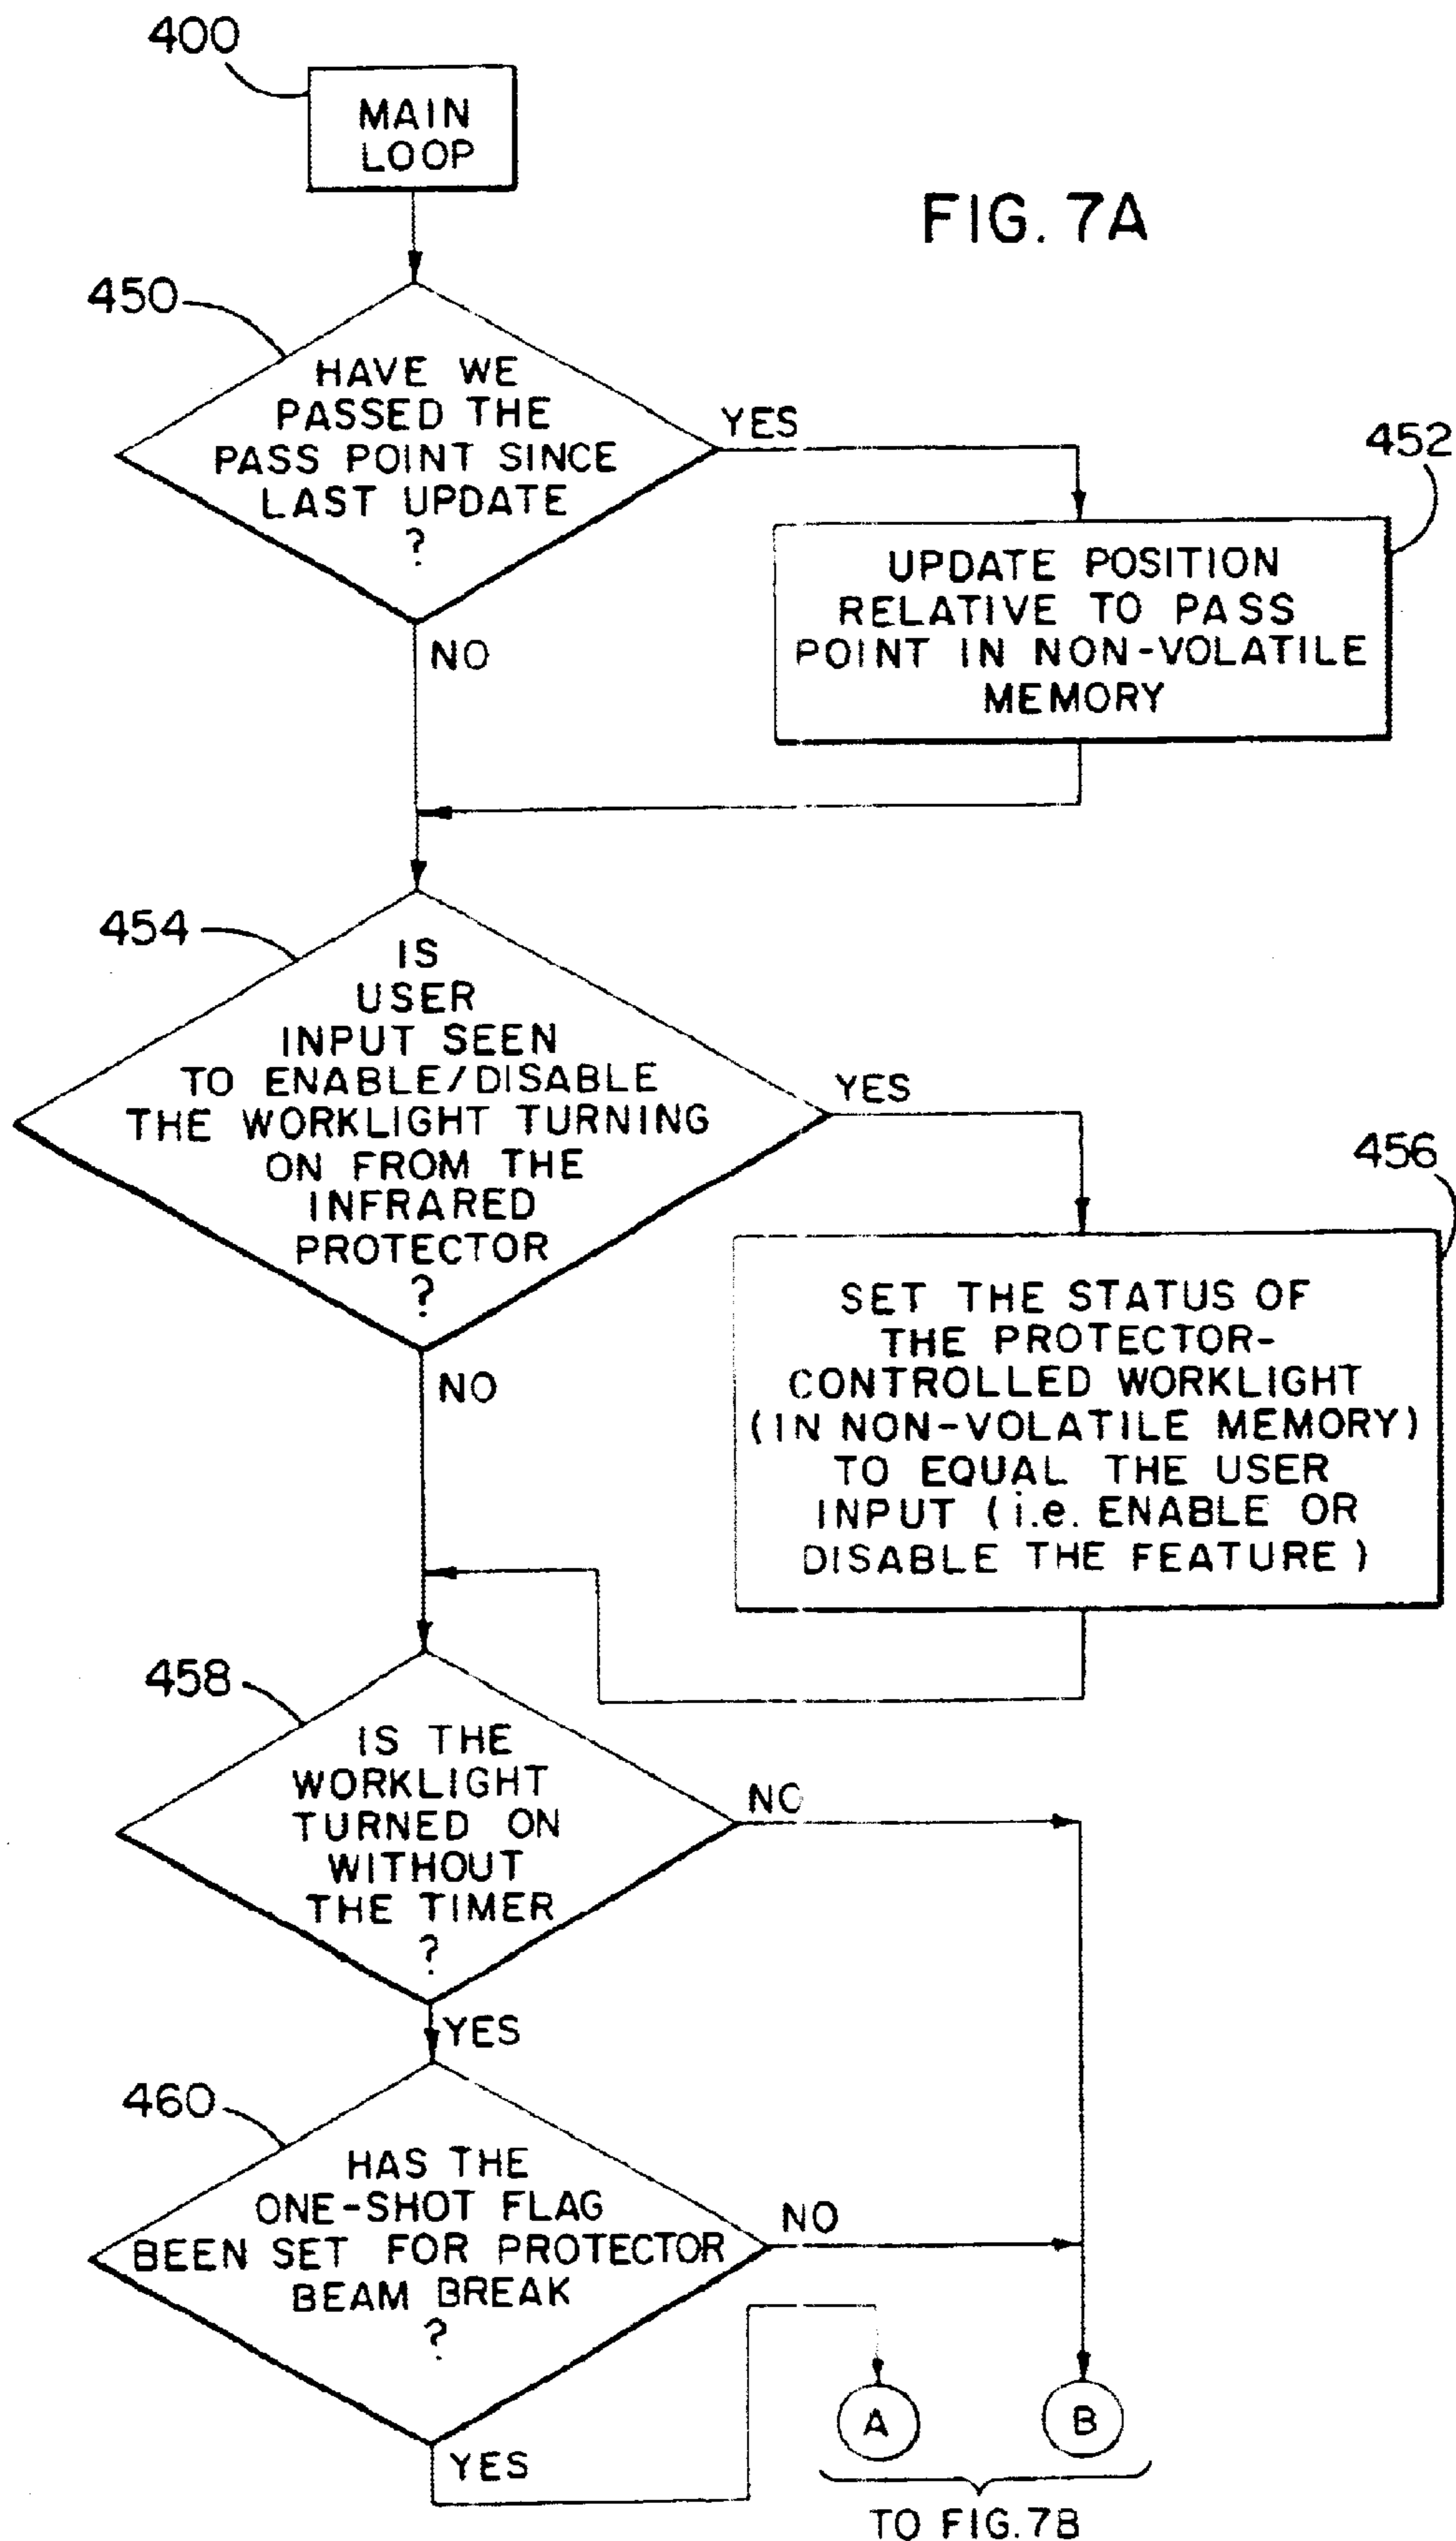 400
MAIN
LOOP
FIG. 7A
450
HAVE WE
PASSED THE
PASS POINT SINCE
LAST UPDATE
?
YES
452
UPDATE POSITION
RELATIVE TO PASS
POINT IN NON-VOLATILE
MEMORY
NO
454
IS
USER
INPUT SEEN
TO ENABLE/DISABLE
THE WORKLIGHT TURNING
ON FROM THE
INFRARED
PROTECTOR
?
YES
456
SET THE STATUS OF
THE PROTECTOR-
CONTROLLED WORKLIGHT
(IN NON-VOLATILE MEMORY)
TO EQUAL THE USER
INPUT (i.e. ENABLE OR
DISABLE THE FEATURE)
NO
458
IS THE
WORKLIGHT
TURNED ON
WITHOUT
THE TIMER
?
NO
YES
460
HAS THE
ONE-SHOT FLAG
BEEN SET FOR PROTECTOR
BEAM BREAK
?
NO
YES
A
B
TO FIG.7B